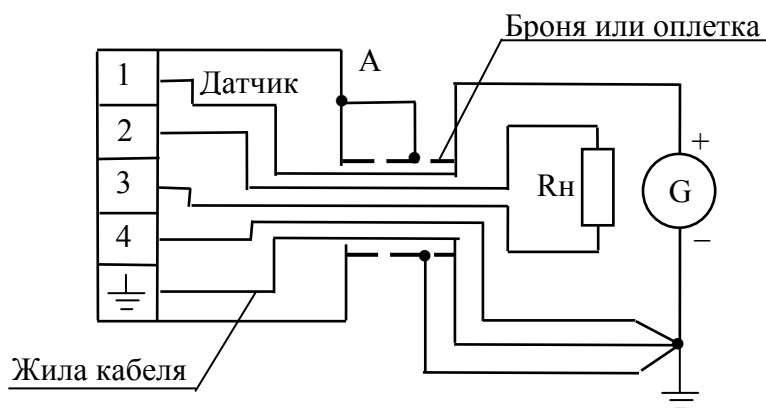 Броня или оплетка
А
1
Датчик
2
3
4
Rн
G
+
–
Жила кабеля